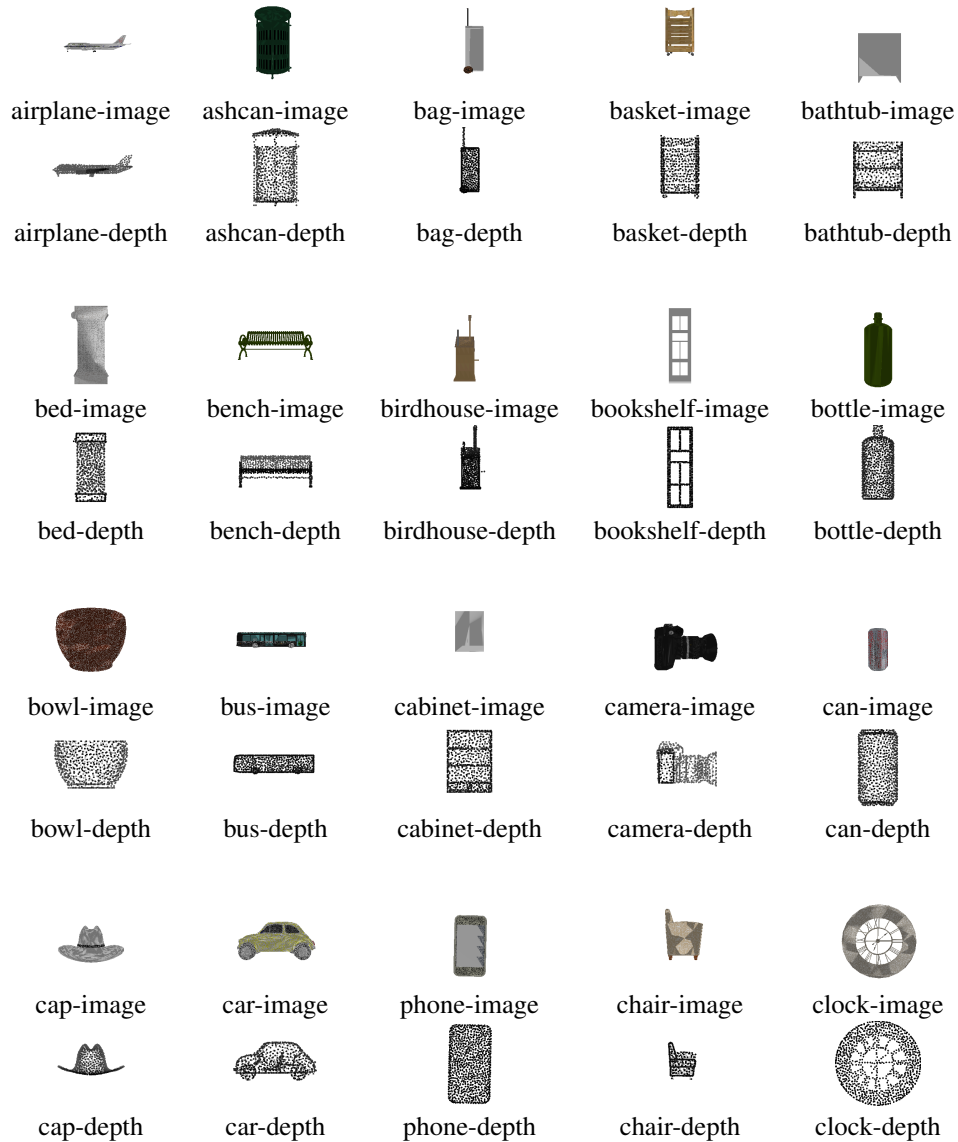 airplane-image ashcan-image bag-image basket-image bathtub-image
airplane-depth ashcan-depth bag-depth basket-depth bathtub-depth
bed-image bench-image birdhouse-image bookshelf-image bottle-image
bed-depth bench-depth birdhouse-depth bookshelf-depth bottle-depth
bowl-image bus-image cabinet-image camera-image can-image
bowl-depth bus-depth cabinet-depth camera-depth can-depth
cap-image car-image phone-image chair-image clock-image
cap-depth car-depth phone-depth chair-depth clock-depth